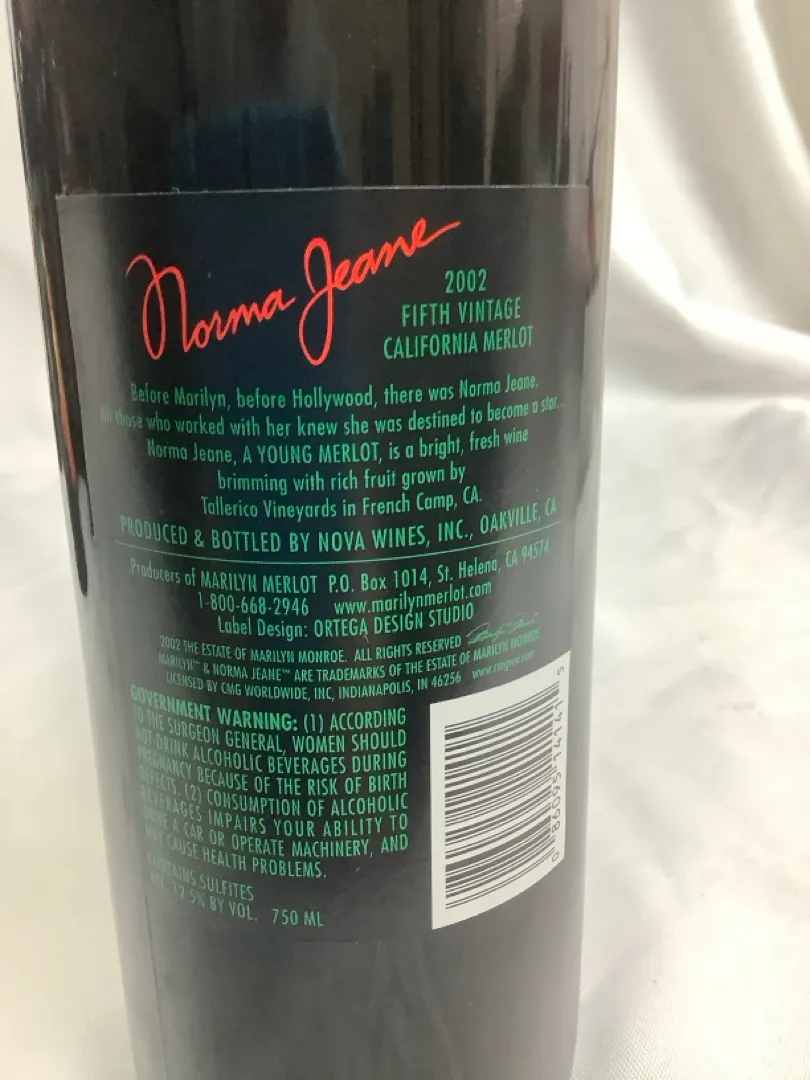 Norma Jeane
2002
FIFTH VINTAGE
CALIFORNIA MERLOT
Before Marilyn, before Hollywood, there was Norma Jeane.
All those who worked with her knew she was destined to become a star...
Norma Jeane, A YOUNG MERLOT, is a bright, fresh wine
brimming with rich fruit grown by
Tallerico Vineyards in French Camp, CA.
PRODUCED & BOTTLED BY NOVA WINES, INC., OAKVILLE, CA
Producers of MARILYN MERLOT P.O. Box 1014, St. Helena, CA 94574
1-800-668-2946 www.marilynmerlot.com
Label Design: ORTEGA DESIGN STUDIO
2002 THE ESTATE OF MARILYN MONROE. ALL RIGHTS RESERVED
MARILYN™ & NORMA JEANE™ ARE TRADEMARKS OF THE ESTATE OF MARILYN MONROE
LICENSED BY CMG WORLDWIDE, INC, INDIANAPOLIS, IN 46256 www.cmgww.com
GOVERNMENT WARNING: (1) ACCORDING
TO THE SURGEON GENERAL, WOMEN SHOULD
NOT DRINK ALCOHOLIC BEVERAGES DURING
PREGNANCY BECAUSE OF THE RISK OF BIRTH
DEFECTS. (2) CONSUMPTION OF ALCOHOLIC
BEVERAGES IMPAIRS YOUR ABILITY TO
DRIVE A CAR OR OPERATE MACHINERY, AND
MAY CAUSE HEALTH PROBLEMS.
CONTAINS SULFITES
ALC. 12.5% BY VOL. 750 ML
0 86095 14141 5